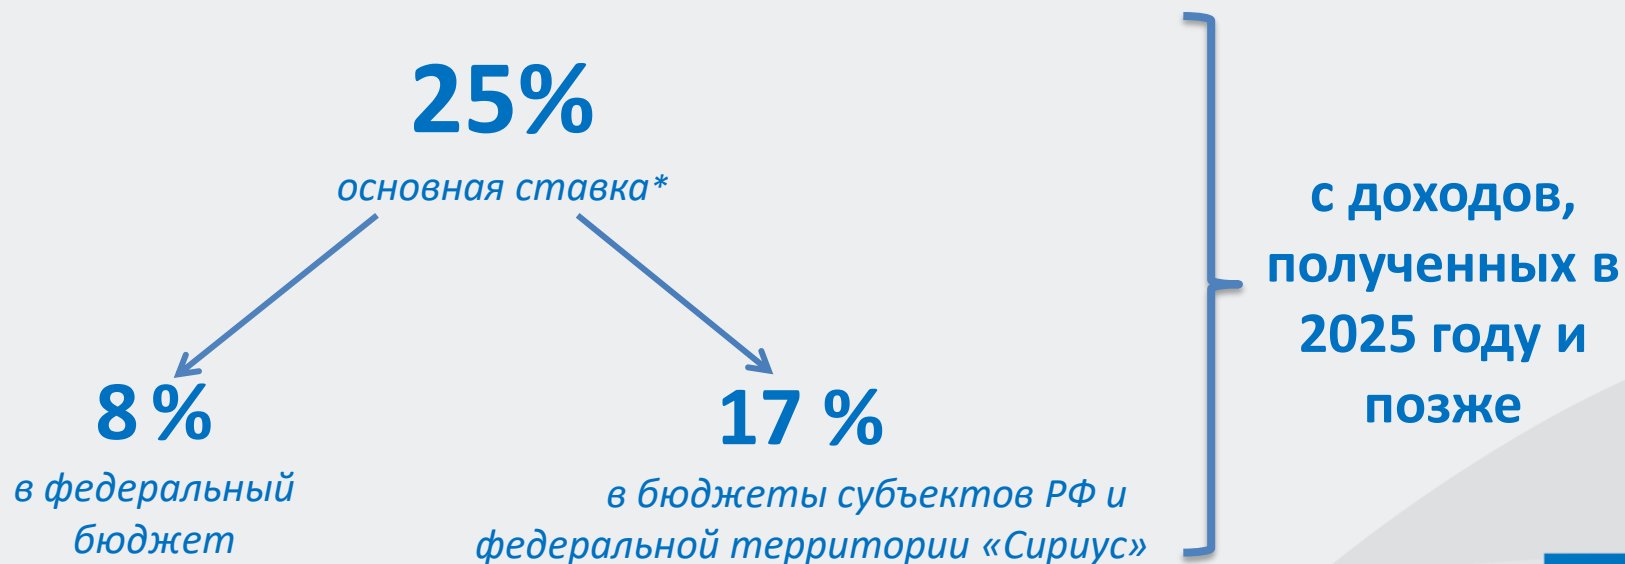 25%
основная ставка*
8 %
в федеральный
бюджет
17 %
в бюджеты субъектов РФ и
федеральной территории «Сириус»
с доходов,
полученных в
2025 году и
позже